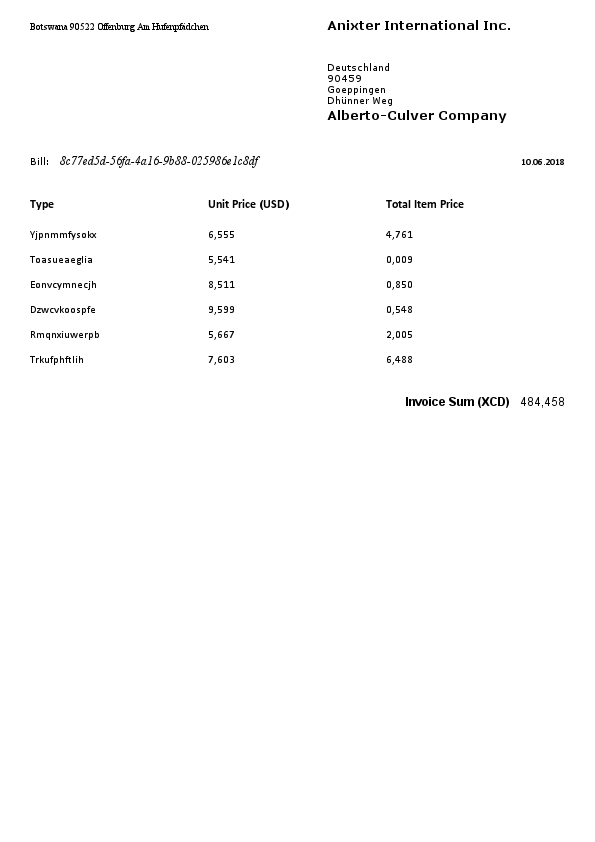 Botswana 90522 Offenburg Am Hufenpfädchen
Anixter International Inc.
Deutschland
90459
Goeppingen
Dhünner Weg
Alberto-Culver Company
Bill: 8c77ed5d-56fa-4a16-9b88-025986e1c8df 10.06.2018
Type Unit Price (USD) Total Item Price
Yjpnmmfysokx 6,555 4,761
Toasueaeglia 5,541 0,009
Eonvcymnecjh 8,511 0,850
Dzwcvkoospfe 9,599 0,548
Rmqnxiuwerpb 5,667 2,005
Trkufphftlih 7,603 6,488
Invoice Sum (XCD) 484,458